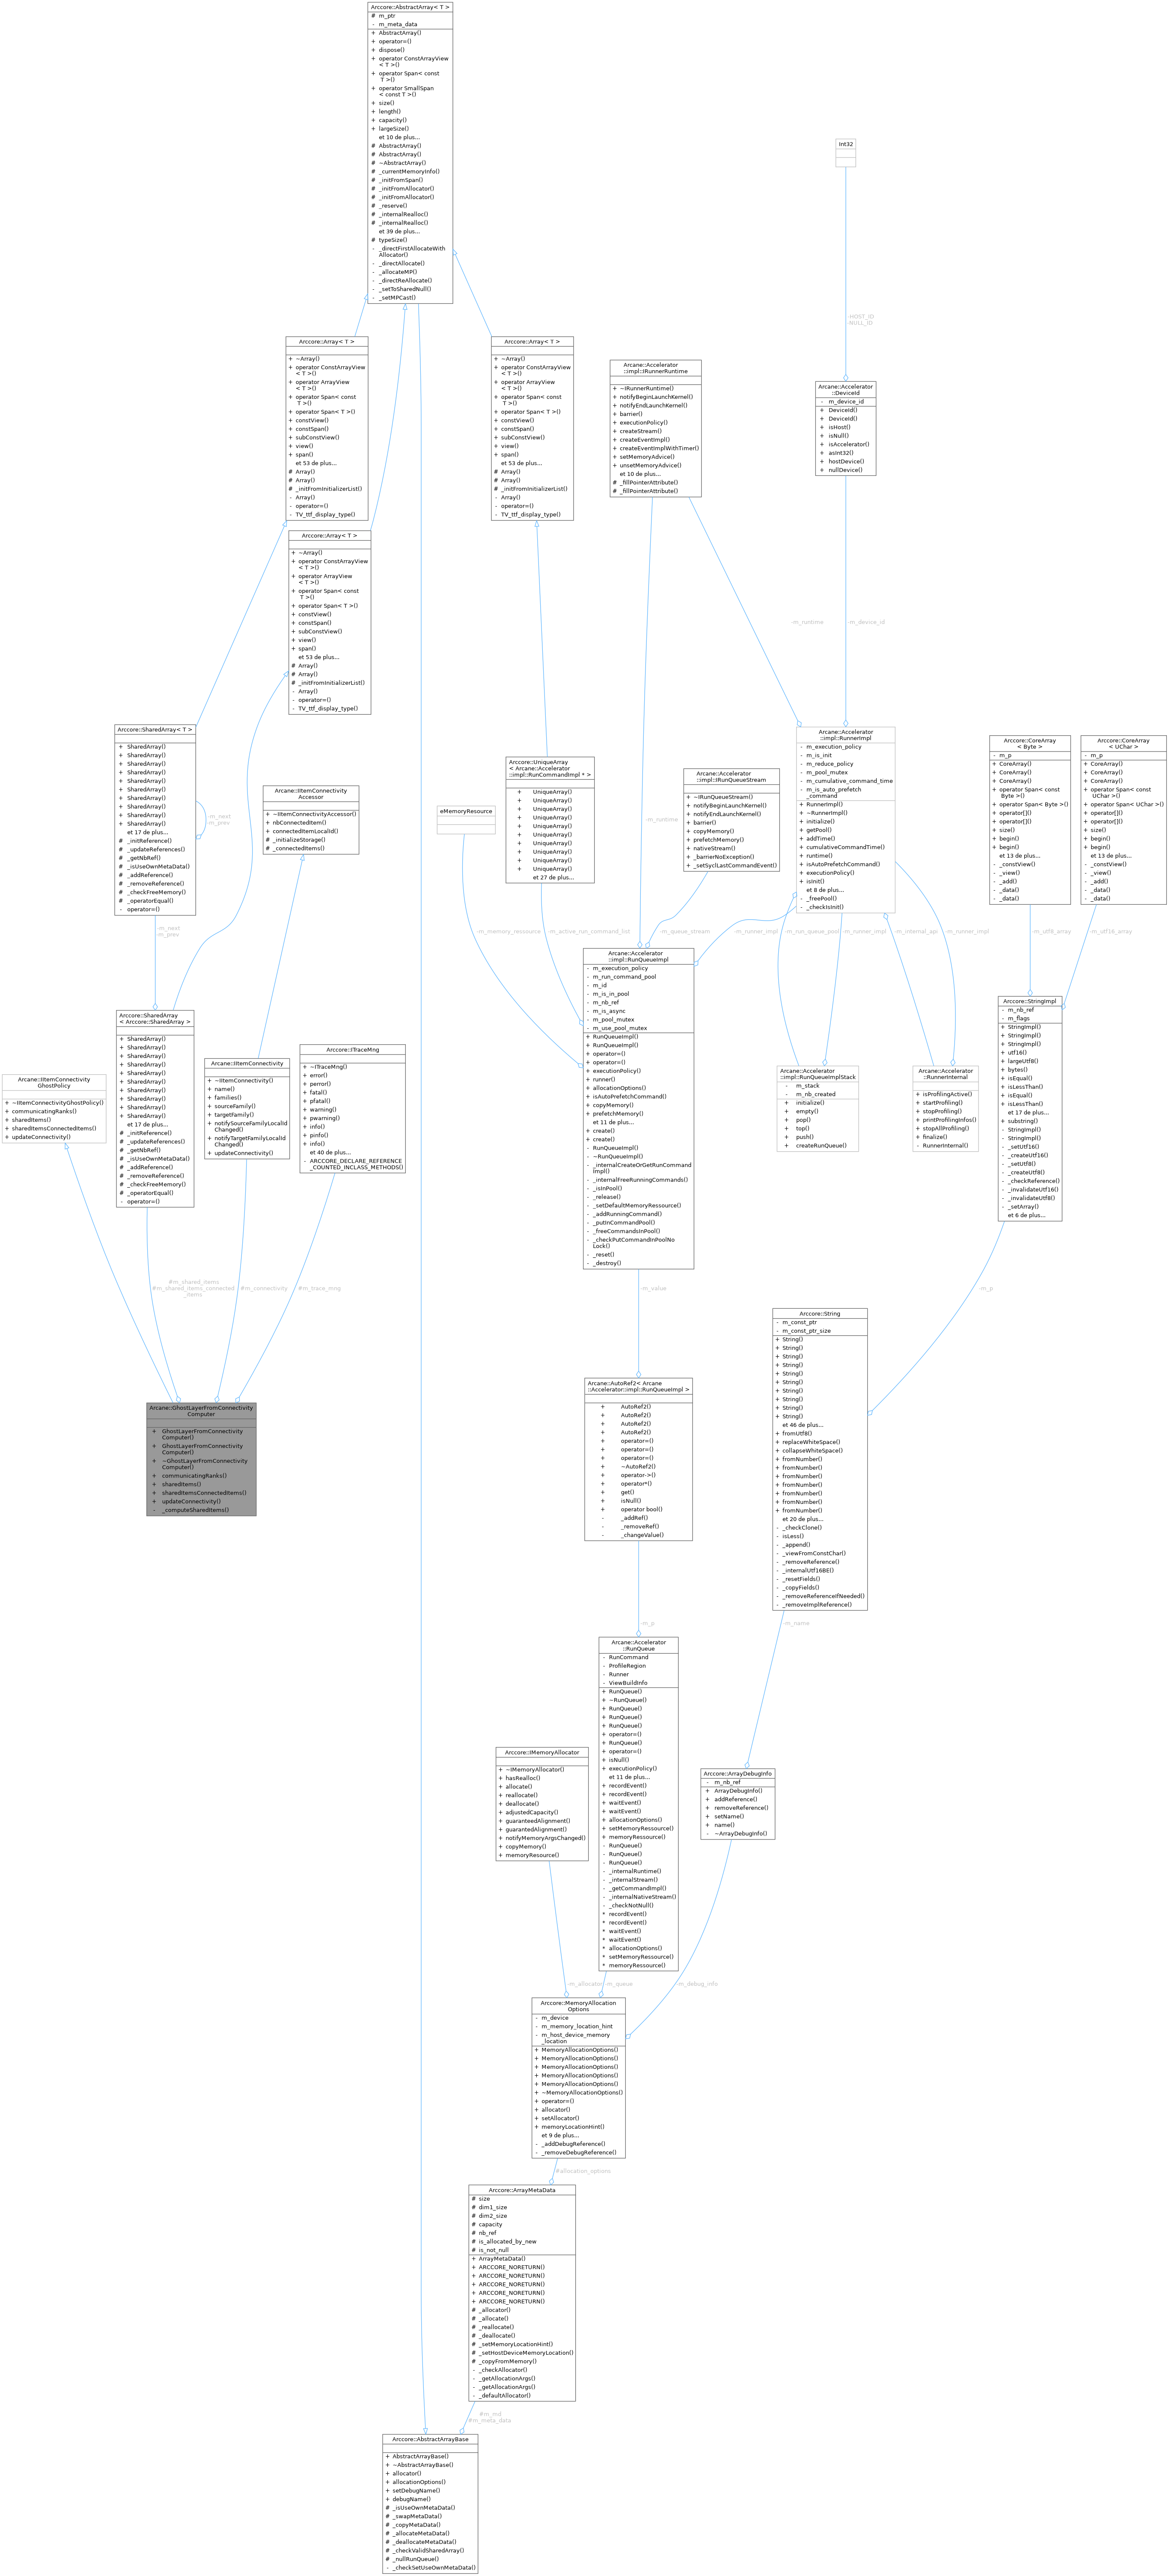 Arccore::AbstractArray< T >
# m_ptr
- m_meta_data
+ AbstractArray()
+ operator=()
+ dispose()
+ operator ConstArrayView
< T >()
+ operator Span< const
T >()
+ operator SmallSpan
< const T >()
+ size()
+ length()
+ capacity()
+ largeSize()
et 10 de plus...
# AbstractArray()
# AbstractArray()
# ~AbstractArray()
# _currentMemoryInfo()
# _initFromSpan()
# _initFromAllocator()
# _initFromAllocator()
# _reserve()
# _internalRealloc()
# _internalRealloc()
et 39 de plus...
# typeSize()
- _directFirstAllocateWith
Allocator()
- _directAllocate()
- _allocateMP()
- _directReAllocate()
- _setToSharedNull()
- _setMPCast()
Int32
-HOST_ID
-NULL_ID
Arccore::Array< T >
+ ~Array()
+ operator ConstArrayView
< T >()
+ operator ArrayView
< T >()
+ operator Span< const
T >()
+ operator Span< T >()
+ constView()
+ constSpan()
+ subConstView()
+ view()
+ span()
et 53 de plus...
# Array()
# Array()
# _initFromInitializerList()
- Array()
- operator=()
- TV_ttf_display_type()
Arccore::Array< T >
+ ~Array()
+ operator ConstArrayView
< T >()
+ operator ArrayView
< T >()
+ operator Span< const
T >()
+ operator Span< T >()
+ constView()
+ constSpan()
+ subConstView()
+ view()
+ span()
et 53 de plus...
# Array()
# Array()
# _initFromInitializerList()
- Array()
- operator=()
- TV_ttf_display_type()
Arcane::Accelerator
::impl::IRunnerRuntime
+ ~IRunnerRuntime()
+ notifyBeginLaunchKernel()
+ notifyEndLaunchKernel()
+ barrier()
+ executionPolicy()
+ createStream()
+ createEventImpl()
+ createEventImplWithTimer()
+ setMemoryAdvice()
+ unsetMemoryAdvice()
et 10 de plus...
# _fillPointerAttribute()
# _fillPointerAttribute()
Arcane::Accelerator
::DeviceId
- m_device_id
+ DeviceId()
+ DeviceId()
+ isHost()
+ isNull()
+ isAccelerator()
+ asInt32()
+ hostDevice()
+ nullDevice()
Arccore::Array< T >
+ ~Array()
+ operator ConstArrayView
< T >()
+ operator ArrayView
< T >()
+ operator Span< const
T >()
+ operator Span< T >()
+ constView()
+ constSpan()
+ subConstView()
+ view()
+ span()
et 53 de plus...
# Array()
# Array()
# _initFromInitializerList()
- Array()
- operator=()
- TV_ttf_display_type()
-m_runtime
-m_device_id
Arccore::SharedArray< T >
+ SharedArray()
+ SharedArray()
+ SharedArray()
+ SharedArray()
+ SharedArray()
+ SharedArray()
+ SharedArray()
+ SharedArray()
+ SharedArray()
+ SharedArray()
et 17 de plus...
# _initReference()
# _updateReferences()
# _getNbRef()
# _isUseOwnMetaData()
# _addReference()
# _removeReference()
# _checkFreeMemory()
# _operatorEqual()
- operator=()
-m_next
-m_prev
Arcane::IItemConnectivity
Accessor
+ ~IItemConnectivityAccessor()
+ nbConnectedItem()
+ connectedItemLocalId()
# _initializeStorage()
# _connectedItems()
eMemoryResource
Arccore::UniqueArray
< Arcane::Accelerator
::impl::RunCommandImpl * >
+ UniqueArray()
+ UniqueArray()
+ UniqueArray()
+ UniqueArray()
+ UniqueArray()
+ UniqueArray()
+ UniqueArray()
+ UniqueArray()
+ UniqueArray()
+ UniqueArray()
et 27 de plus...
-m_runtime
Arcane::Accelerator
::impl::IRunQueueStream
+ ~IRunQueueStream()
+ notifyBeginLaunchKernel()
+ notifyEndLaunchKernel()
+ barrier()
+ copyMemory()
+ prefetchMemory()
+ nativeStream()
+ _barrierNoException()
+ _setSyclLastCommandEvent()
Arcane::Accelerator
::impl::RunnerImpl
- m_execution_policy
- m_is_init
- m_reduce_policy
- m_pool_mutex
- m_cumulative_command_time
- m_is_auto_prefetch
_command
+ RunnerImpl()
+ ~RunnerImpl()
+ initialize()
+ getPool()
+ addTime()
+ cumulativeCommandTime()
+ runtime()
+ isAutoPrefetchCommand()
+ executionPolicy()
+ isInit()
et 8 de plus...
- _freePool()
- _checkIsInit()
Arccore::CoreArray
< Byte >
- m_p
+ CoreArray()
+ CoreArray()
+ CoreArray()
+ operator Span< const
Byte >()
+ operator Span< Byte >()
+ operator[]()
+ operator[]()
+ size()
+ begin()
+ begin()
et 13 de plus...
- _constView()
- _view()
- _add()
- _data()
- _data()
Arccore::CoreArray
< UChar >
- m_p
+ CoreArray()
+ CoreArray()
+ CoreArray()
+ operator Span< const
UChar >()
+ operator Span< UChar >()
+ operator[]()
+ operator[]()
+ size()
+ begin()
+ begin()
et 13 de plus...
- _constView()
- _view()
- _add()
- _data()
- _data()
-m_next
-m_prev
-m_memory_ressource
-m_active_run_command_list
-m_queue_stream
-m_runner_impl
-m_run_queue_pool
-m_runner_impl
-m_internal_api
-m_runner_impl
-m_utf8_array
-m_utf16_array
Arcane::IItemConnectivity
GhostPolicy
+ ~IItemConnectivityGhostPolicy()
+ communicatingRanks()
+ sharedItems()
+ sharedItemsConnectedItems()
+ updateConnectivity()
Arccore::SharedArray
< Arccore::SharedArray >
+ SharedArray()
+ SharedArray()
+ SharedArray()
+ SharedArray()
+ SharedArray()
+ SharedArray()
+ SharedArray()
+ SharedArray()
+ SharedArray()
+ SharedArray()
et 17 de plus...
# _initReference()
# _updateReferences()
# _getNbRef()
# _isUseOwnMetaData()
# _addReference()
# _removeReference()
# _checkFreeMemory()
# _operatorEqual()
- operator=()
Arcane::IItemConnectivity
+ ~IItemConnectivity()
+ name()
+ families()
+ sourceFamily()
+ targetFamily()
+ notifySourceFamilyLocalId
Changed()
+ notifyTargetFamilyLocalId
Changed()
+ updateConnectivity()
Arccore::ITraceMng
+ ~ITraceMng()
+ error()
+ perror()
+ fatal()
+ pfatal()
+ warning()
+ pwarning()
+ info()
+ pinfo()
+ info()
et 40 de plus...
- ARCCORE_DECLARE_REFERENCE
_COUNTED_INCLASS_METHODS()
Arcane::Accelerator
::impl::RunQueueImpl
- m_execution_policy
- m_run_command_pool
- m_id
- m_is_in_pool
- m_nb_ref
- m_is_async
- m_pool_mutex
- m_use_pool_mutex
+ RunQueueImpl()
+ RunQueueImpl()
+ operator=()
+ operator=()
+ executionPolicy()
+ runner()
+ allocationOptions()
+ isAutoPrefetchCommand()
+ copyMemory()
+ prefetchMemory()
et 11 de plus...
+ create()
+ create()
- RunQueueImpl()
- ~RunQueueImpl()
- _internalCreateOrGetRunCommand
Impl()
- _internalFreeRunningCommands()
- _isInPool()
- _release()
- _setDefaultMemoryRessource()
- _addRunningCommand()
- _putInCommandPool()
- _freeCommandsInPool()
- _checkPutCommandInPoolNo
Lock()
- _reset()
- _destroy()
Arcane::Accelerator
::impl::RunQueueImplStack
- m_stack
- m_nb_created
+ initialize()
+ empty()
+ pop()
+ top()
+ push()
+ createRunQueue()
Arcane::Accelerator
::RunnerInternal
+ isProfilingActive()
+ startProfiling()
+ stopProfiling()
+ printProfilingInfos()
+ stopAllProfiling()
+ finalize()
- RunnerInternal()
Arccore::StringImpl
- m_nb_ref
- m_flags
+ StringImpl()
+ StringImpl()
+ StringImpl()
+ utf16()
+ largeUtf8()
+ bytes()
+ isEqual()
+ isLessThan()
+ isEqual()
+ isLessThan()
et 17 de plus...
+ substring()
- StringImpl()
- StringImpl()
- _setUtf16()
- _createUtf16()
- _setUtf8()
- _createUtf8()
- _checkReference()
- _invalidateUtf16()
- _invalidateUtf8()
- _setArray()
et 6 de plus...
#m_shared_items
#m_shared_items_connected
_items
#m_connectivity
#m_trace_mng
-m_value
-m_p
Arcane::GhostLayerFromConnectivity
Computer
+ GhostLayerFromConnectivity
Computer()
+ GhostLayerFromConnectivity
Computer()
+ ~GhostLayerFromConnectivity
Computer()
+ communicatingRanks()
+ sharedItems()
+ sharedItemsConnectedItems()
+ updateConnectivity()
- _computeSharedItems()
Arcane::AutoRef2< Arcane
::Accelerator::impl::RunQueueImpl >
+ AutoRef2()
+ AutoRef2()
+ AutoRef2()
+ AutoRef2()
+ operator=()
+ operator=()
+ operator=()
+ ~AutoRef2()
+ operator->()
+ operator*()
+ get()
+ isNull()
+ operator bool()
- _addRef()
- _removeRef()
- _changeValue()
Arccore::String
- m_const_ptr
- m_const_ptr_size
+ String()
+ String()
+ String()
+ String()
+ String()
+ String()
+ String()
+ String()
+ String()
+ String()
et 46 de plus...
+ fromUtf8()
+ replaceWhiteSpace()
+ collapseWhiteSpace()
+ fromNumber()
+ fromNumber()
+ fromNumber()
+ fromNumber()
+ fromNumber()
+ fromNumber()
+ fromNumber()
et 20 de plus...
- _checkClone()
- isLess()
- _append()
- _viewFromConstChar()
- _removeReference()
- _internalUtf16BE()
- _resetFields()
- _copyFields()
- _removeReferenceIfNeeded()
- _removeImplReference()
-m_p
-m_name
Arcane::Accelerator
::RunQueue
- RunCommand
- ProfileRegion
- Runner
- ViewBuildInfo
+ RunQueue()
+ ~RunQueue()
+ RunQueue()
+ RunQueue()
+ RunQueue()
+ operator=()
+ RunQueue()
+ operator=()
+ isNull()
+ executionPolicy()
et 11 de plus...
+ recordEvent()
+ recordEvent()
+ waitEvent()
+ waitEvent()
+ allocationOptions()
+ setMemoryRessource()
+ memoryRessource()
- RunQueue()
- RunQueue()
- RunQueue()
- _internalRuntime()
- _internalStream()
- _getCommandImpl()
- _internalNativeStream()
- _checkNotNull()
* recordEvent()
* recordEvent()
* waitEvent()
* waitEvent()
* allocationOptions()
* setMemoryRessource()
* memoryRessource()
Arccore::IMemoryAllocator
+ ~IMemoryAllocator()
+ hasRealloc()
+ allocate()
+ reallocate()
+ deallocate()
+ adjustedCapacity()
+ guaranteedAlignment()
+ guarantedAlignment()
+ notifyMemoryArgsChanged()
+ copyMemory()
+ memoryResource()
Arccore::ArrayDebugInfo
- m_nb_ref
+ ArrayDebugInfo()
+ addReference()
+ removeReference()
+ setName()
+ name()
- ~ArrayDebugInfo()
-m_allocator
-m_queue
-m_debug_info
Arccore::MemoryAllocation
Options
- m_device
- m_memory_location_hint
- m_host_device_memory
_location
+ MemoryAllocationOptions()
+ MemoryAllocationOptions()
+ MemoryAllocationOptions()
+ MemoryAllocationOptions()
+ MemoryAllocationOptions()
+ ~MemoryAllocationOptions()
+ operator=()
+ allocator()
+ setAllocator()
+ memoryLocationHint()
et 9 de plus...
- _addDebugReference()
- _removeDebugReference()
#allocation_options
Arccore::ArrayMetaData
# size
# dim1_size
# dim2_size
# capacity
# nb_ref
# is_allocated_by_new
# is_not_null
+ ArrayMetaData()
+ ARCCORE_NORETURN()
+ ARCCORE_NORETURN()
+ ARCCORE_NORETURN()
+ ARCCORE_NORETURN()
+ ARCCORE_NORETURN()
# _allocator()
# _allocate()
# _reallocate()
# _deallocate()
# _setMemoryLocationHint()
# _setHostDeviceMemoryLocation()
# _copyFromMemory()
- _checkAllocator()
- _getAllocationArgs()
- _getAllocationArgs()
- _defaultAllocator()
#m_md
#m_meta_data
Arccore::AbstractArrayBase
+ AbstractArrayBase()
+ ~AbstractArrayBase()
+ allocator()
+ allocationOptions()
+ setDebugName()
+ debugName()
# _isUseOwnMetaData()
# _swapMetaData()
# _copyMetaData()
# _allocateMetaData()
# _deallocateMetaData()
# _checkValidSharedArray()
# _nullRunQueue()
- _checkSetUseOwnMetaData()